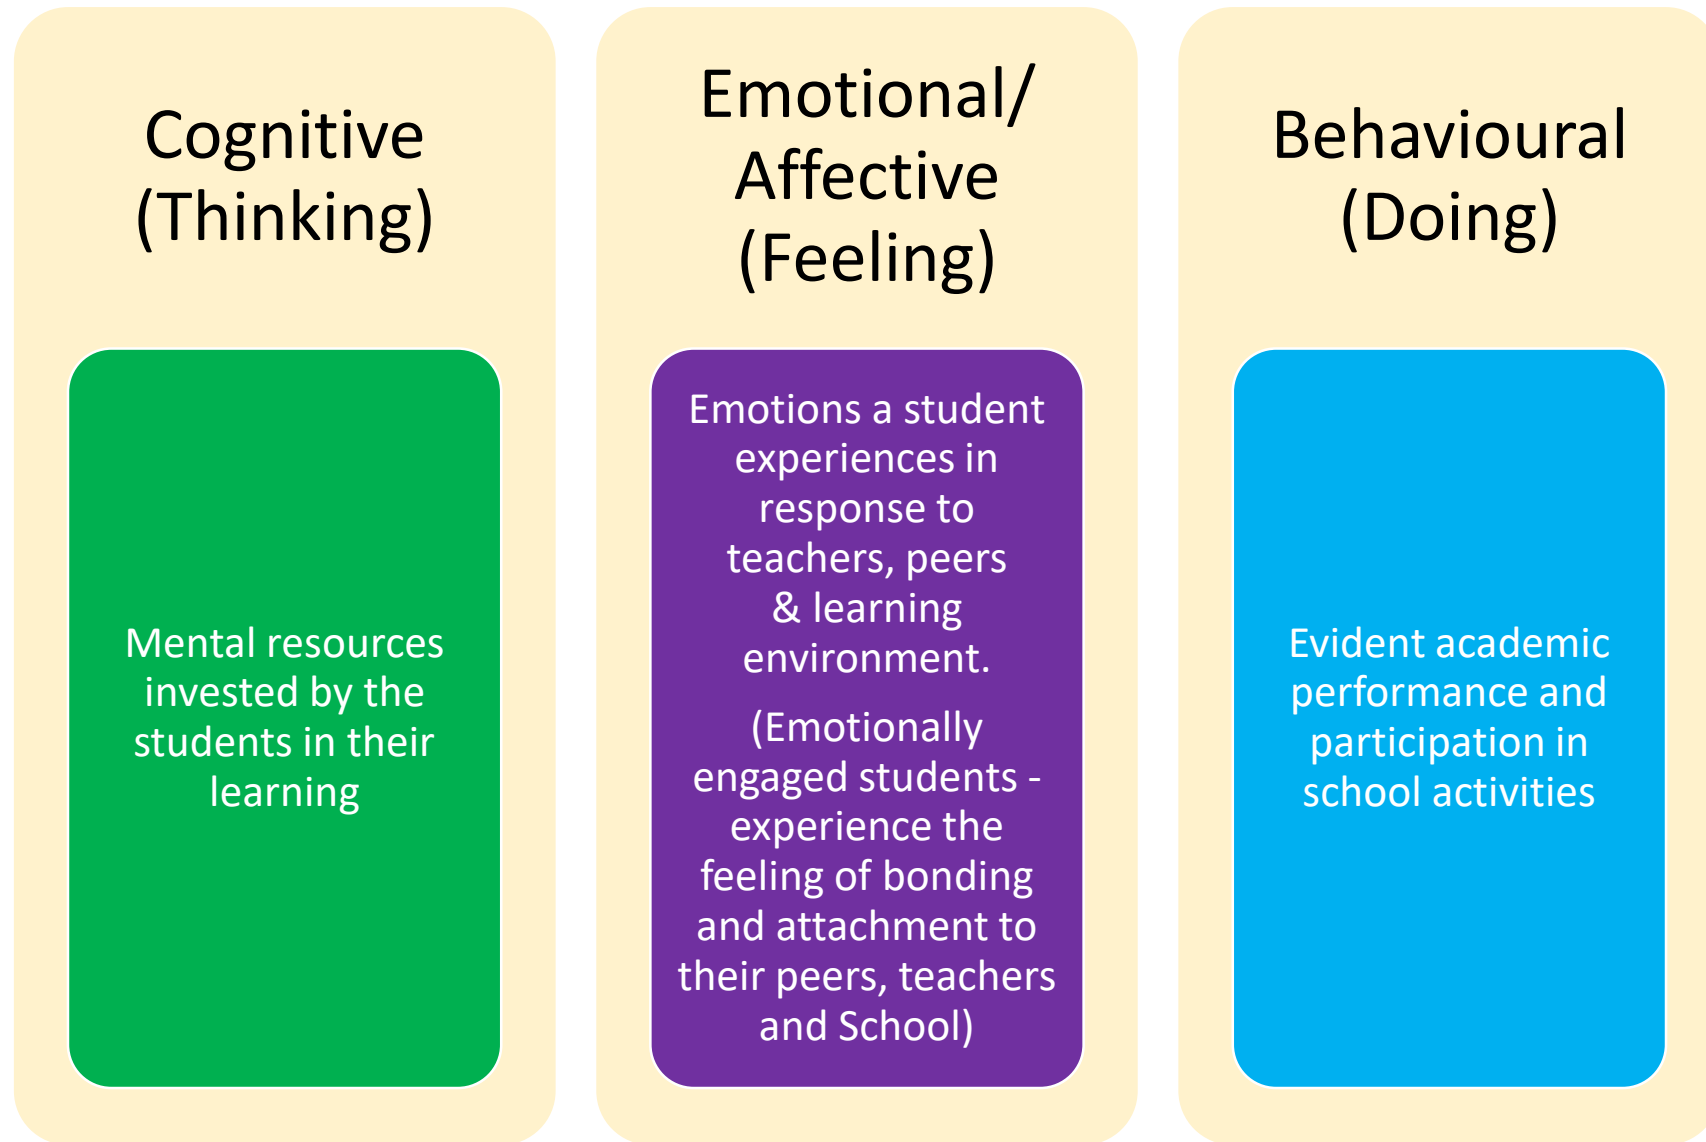 Cognitive
(Thinking)
Mental resources
invested by the
students in their
learning
Emotional/
Affective
(Feeling)
Emotions a student
experiences in
response to
teachers, peers
& learning
environment.
(Emotionally
engaged students -
experience the
feeling of bonding
and attachment to
their peers, teachers
and School)
Behavioural
(Doing)
Evident academic
performance and
participation in
school activities